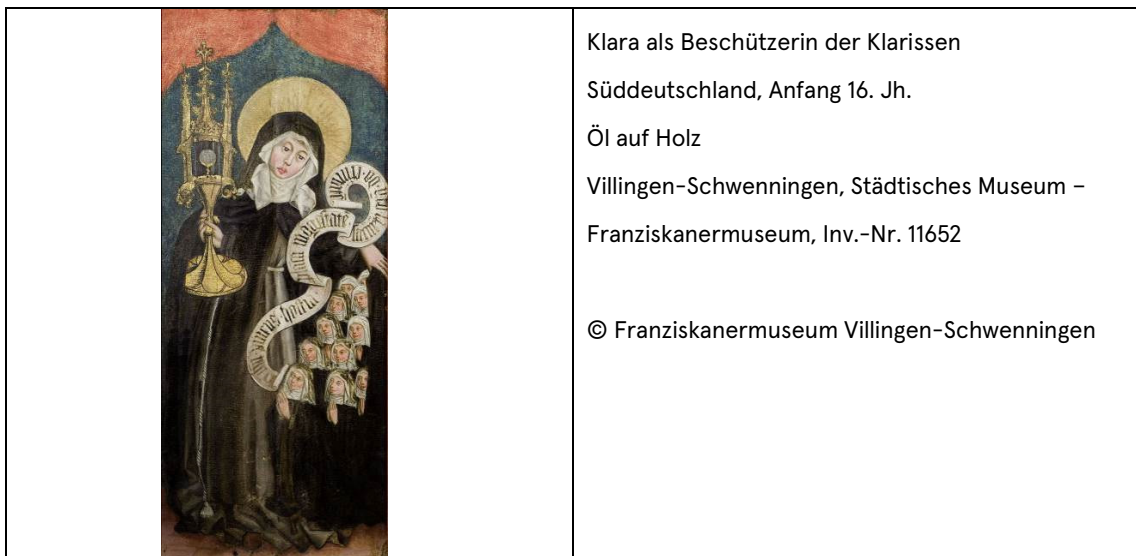 Klara als Beschützerin der Klarissen
Süddeutschland, Anfang 16. Jh.
Öl auf Holz
Villingen-Schwenningen, Städtisches Museum –
Franziskanermuseum, Inv.-Nr. 11652
© Franziskanermuseum Villingen-Schwenningen